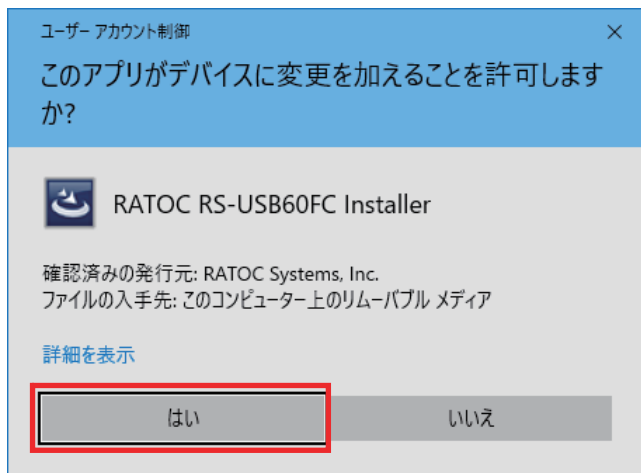 ユーザー アカウント制御
このアプリがデバイスに変更を加えることを許可します
か?
RATOC RS-USB60FC Installer
確認済みの発行元: RATOC Systems, Inc.
ファイルの入手先: このコンピューター上のリムーバブル メディア
詳細を表示
はい
いいえ